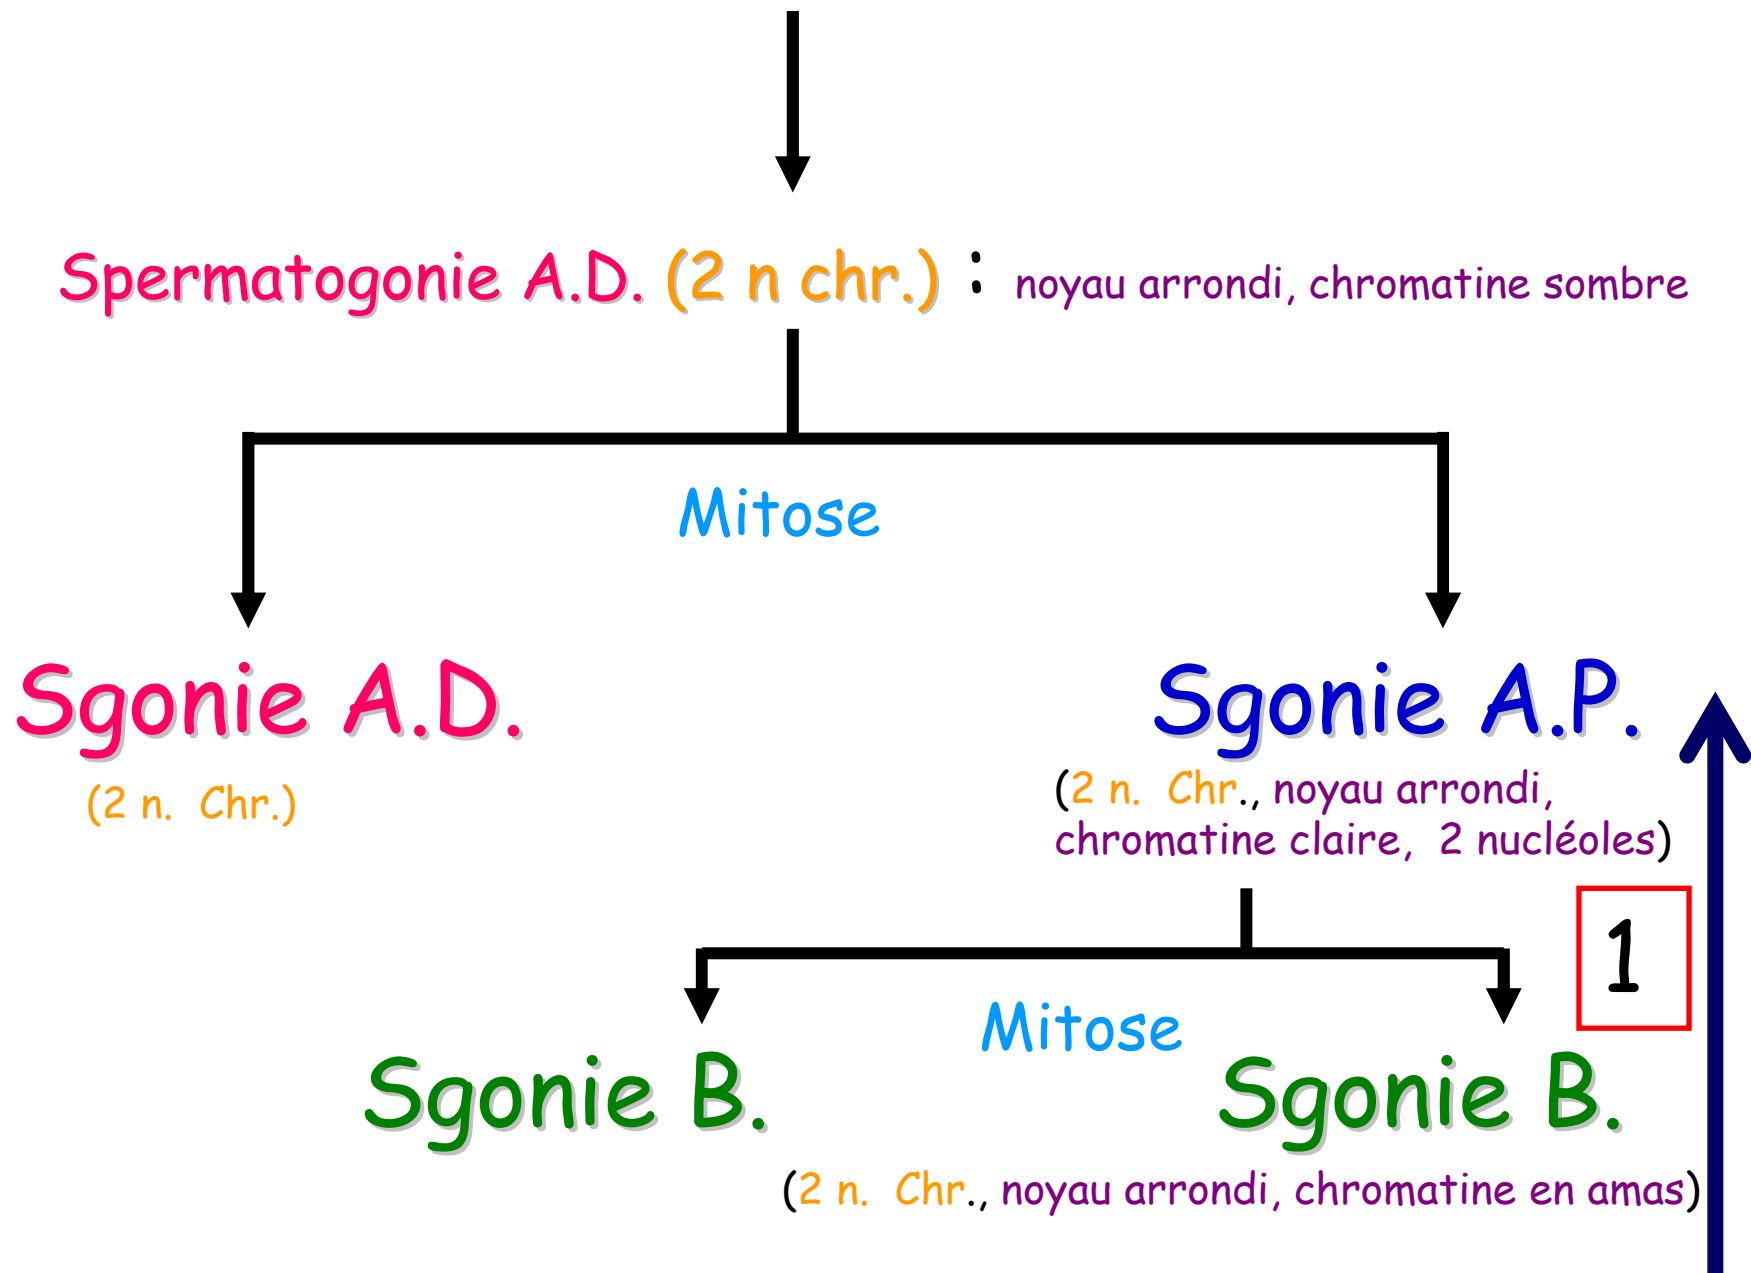 Spermatogonie A.D. (2 n chr.) : noyau arrondi, chromatine sombre
Mitose
Sgonie A.D.
(2 n. Chr.)
Sgonie A.P.
(2 n. Chr., noyau arrondi,
chromatine claire, 2 nucléoles)
1
Mitose
Sgonie B.
Sgonie B.
(2 n. Chr., noyau arrondi, chromatine en amas)